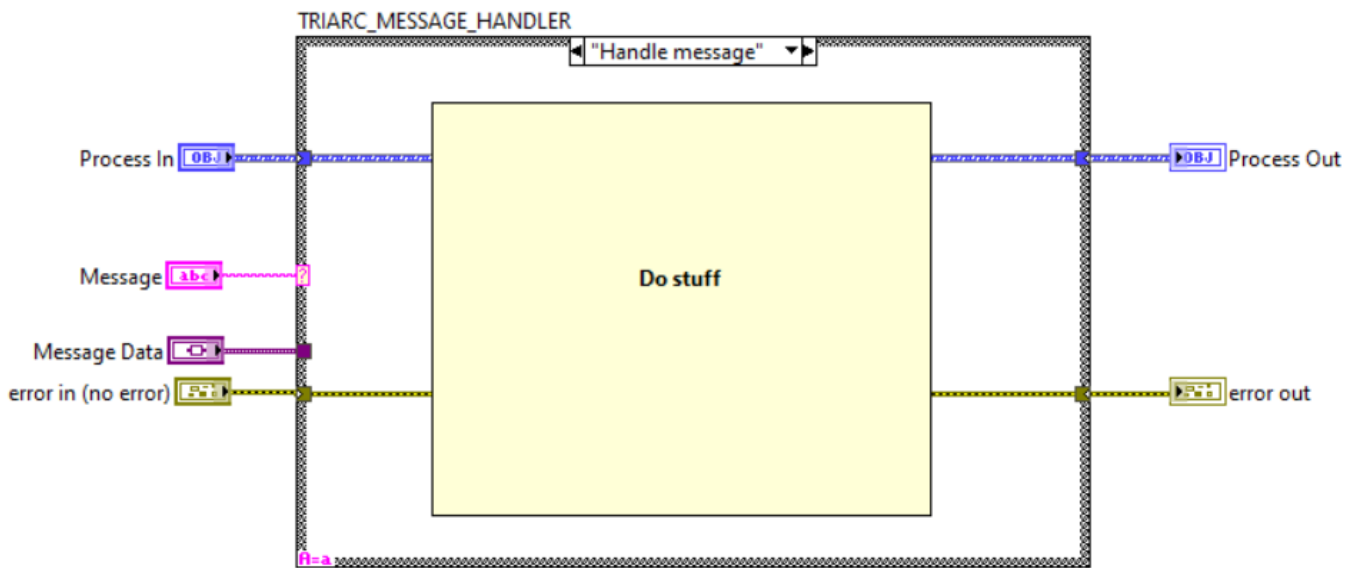 TRIARC_MESSAGE_HANDLER
"Handle message"
Process In
OBJ
OBJ
Process Out
Do stuff
Message
abc
?
Message Data
error in (no error)
error out
A=a